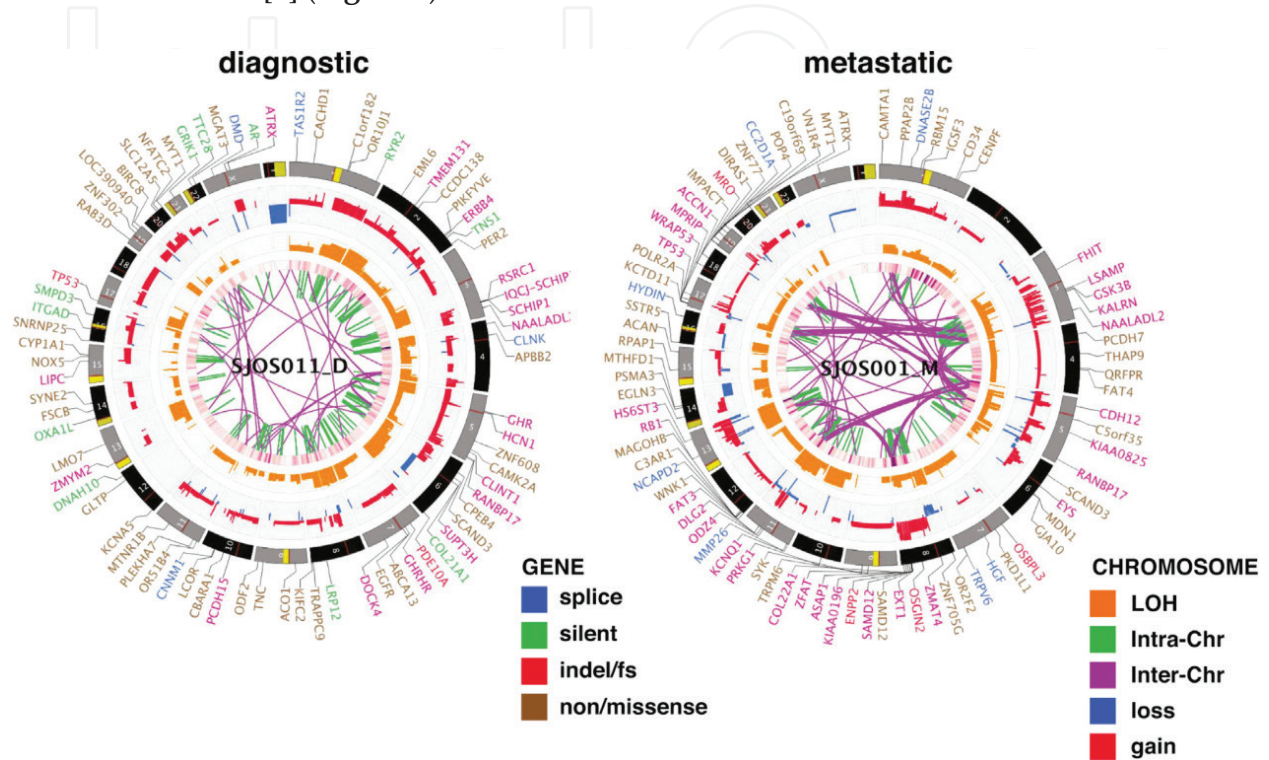 diagnostic
metastatic
TAS1R2
CACHD1
C1orf182
OR10J1
RYR2
EML6
TMEM131
CCDC138
PIKFYVE
ERBB4
TNS1
PER2
RSRC1
IQCJ-SCHIP
SCHIP1
NAALADL
CLNK
APBB2
GHR
HCN1
ZNF608
CAMK2A
CLINT1
RANBP17
CPEB4
SCAND3
SUPT3H
COL21A1
PDE10A
GHRHR
ABCA13
EGFR
DOCK4
LRP12
TRAPPC9
KIFC2
ACO1
TNC
ODF2
PCDH15
CBARA1
LCOR
CNNM1
OR51B4
PLEKHA7
MTNR1B
KCNA5
GLTP
DNAH10
ZMYM2
LMO7
OXA1L
FSCB
SYNE2
LIPC
NOX5
CYP1A1
SNRNP25
ITGAD
SMPD3
TP53
RAB3D
ZNF302
LOC390940
BIRC8
SLC12A5
NFATC2
MYT1
GRIK1
TTC28
MGAT3
DMD
AR
ATRX
SJOS011_D
CAMTA1
PPAP2B
DNASE2B
RBM15
IGSF3
CD34
CENPF
FHIT
LSAMP
GSK3B
KALRN
NAALADL2
PCDH7
THAP9
QRFPR
FAT4
CDH12
C5orf35
KIAA0825
RANBP17
SCAND3
EYS
MDN1
GJA10
OSBPL3
PKD1L1
HGF
TRPV6
OR2F2
ZNF705G
ZMAT4
OSGIN2
EXT1
SAMD12
SAMD12
ENPP2
KIAA0196
ASAP1
ZFAT
COL22A1
TRPM6
SYK
PRKG1
KCNQ1
MMP26
ODZ4
DLG2
FAT3
WNK1
NCAPD2
C3AR1
MAGOHB
RB1
HS6ST3
EGLN3
PSMA3
MTHFD1
RPAP1
ACAN
SSTR5
HYDIN
KCTD11
POLR2A
TP53
WRAP53
MPRIP
ACCN1
IMPACT
MRO
DIRAS1
ZNF77
CC2D1A
POP4
C19orf69
VN1R4
MYT1
ATRX
SJOS001_M
GENE
splice
silent
indel/fs
non/missense
CHROMOSOME
LOH
Intra-Chr
Inter-Chr
loss
gain